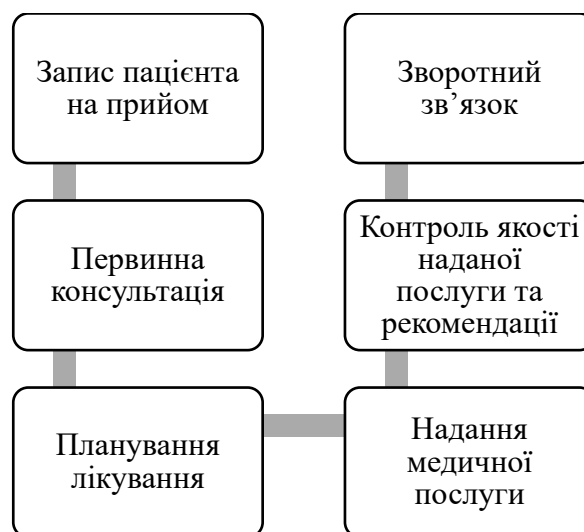 Запис пацієнта
на прийом
Первинна
консультація
Планування
лікування
Надання
медичної
послуги
Контроль якості
наданої
послуги та
рекомендації
Зворотний
зв’язок